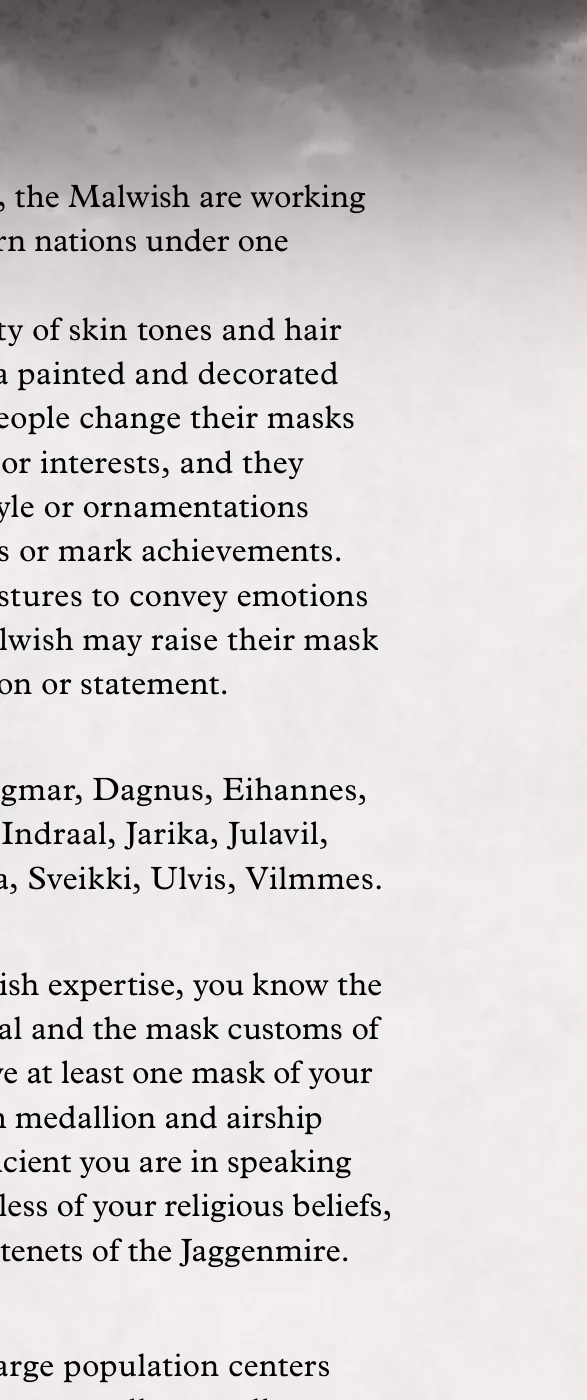 , the Malwish are working
rn nations under one
ty of skin tones and hair
a painted and decorated
eople change their masks
or interests, and they
yle or ornamentations
s or mark achievements.
stures to convey emotions
lwish may raise their mask
on or statement.
gmar, Dagnus, Eihannes,
Indraal, Jarika, Julavil,
a, Sveikki, Ulvis, Vilmmes.
ish expertise, you know the
al and the mask customs of
ve at least one mask of your
n medallion and airship
icient you are in speaking
less of your religious beliefs,
tenets of the Jaggenmire.
arge population centers